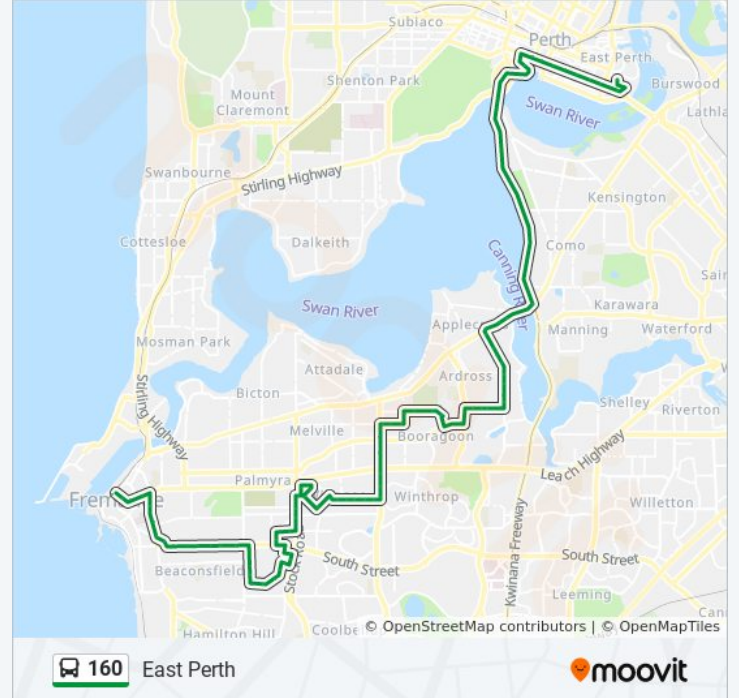 Subiaco
Perth
East Perth
Shenton Park
Burswood
Mount
Claremont
Swan River
Swanbourne
Stirling Highway
Kensington
Cottesloe
Dalkeith
Como
Canning River
Swan River
Karawara
Mosman Park
Manning
Waterford
Attadale
Ardross
Stirling Highway
Bicton
Shelley
Riverton
Melville
Booragoon
Leach Highway
Palmyra
Winthrop
Willetton
Kwinana Freeway
South Street
South Street
Beaconsfield
Leeming
Hamilton Hill
© OpenStreetMap contributors | © OpenMapTiles
160 East Perth
moovit